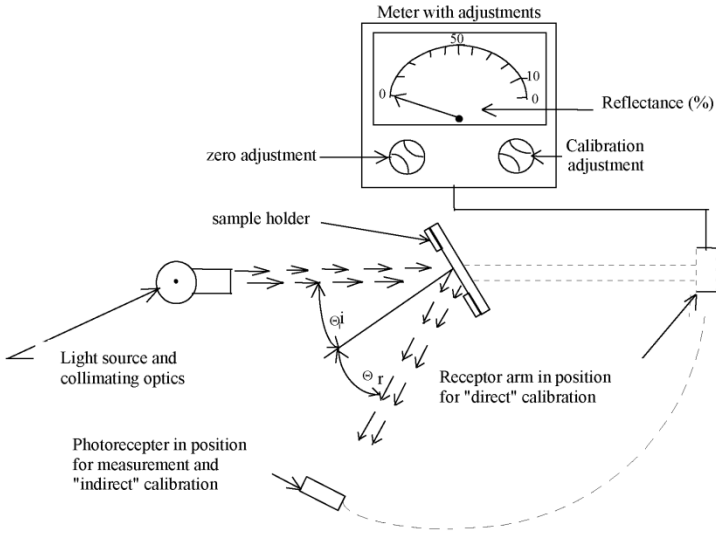 Meter with adjustments
50
10
0
0
Reflectance (%)
zero adjustment
Calibration
adjustment
sample holder
Θi
Θr
Light source and
collimating optics
Receptor arm in position
for "direct" calibration
Photorecepter in position
for measurement and
"indirect" calibration